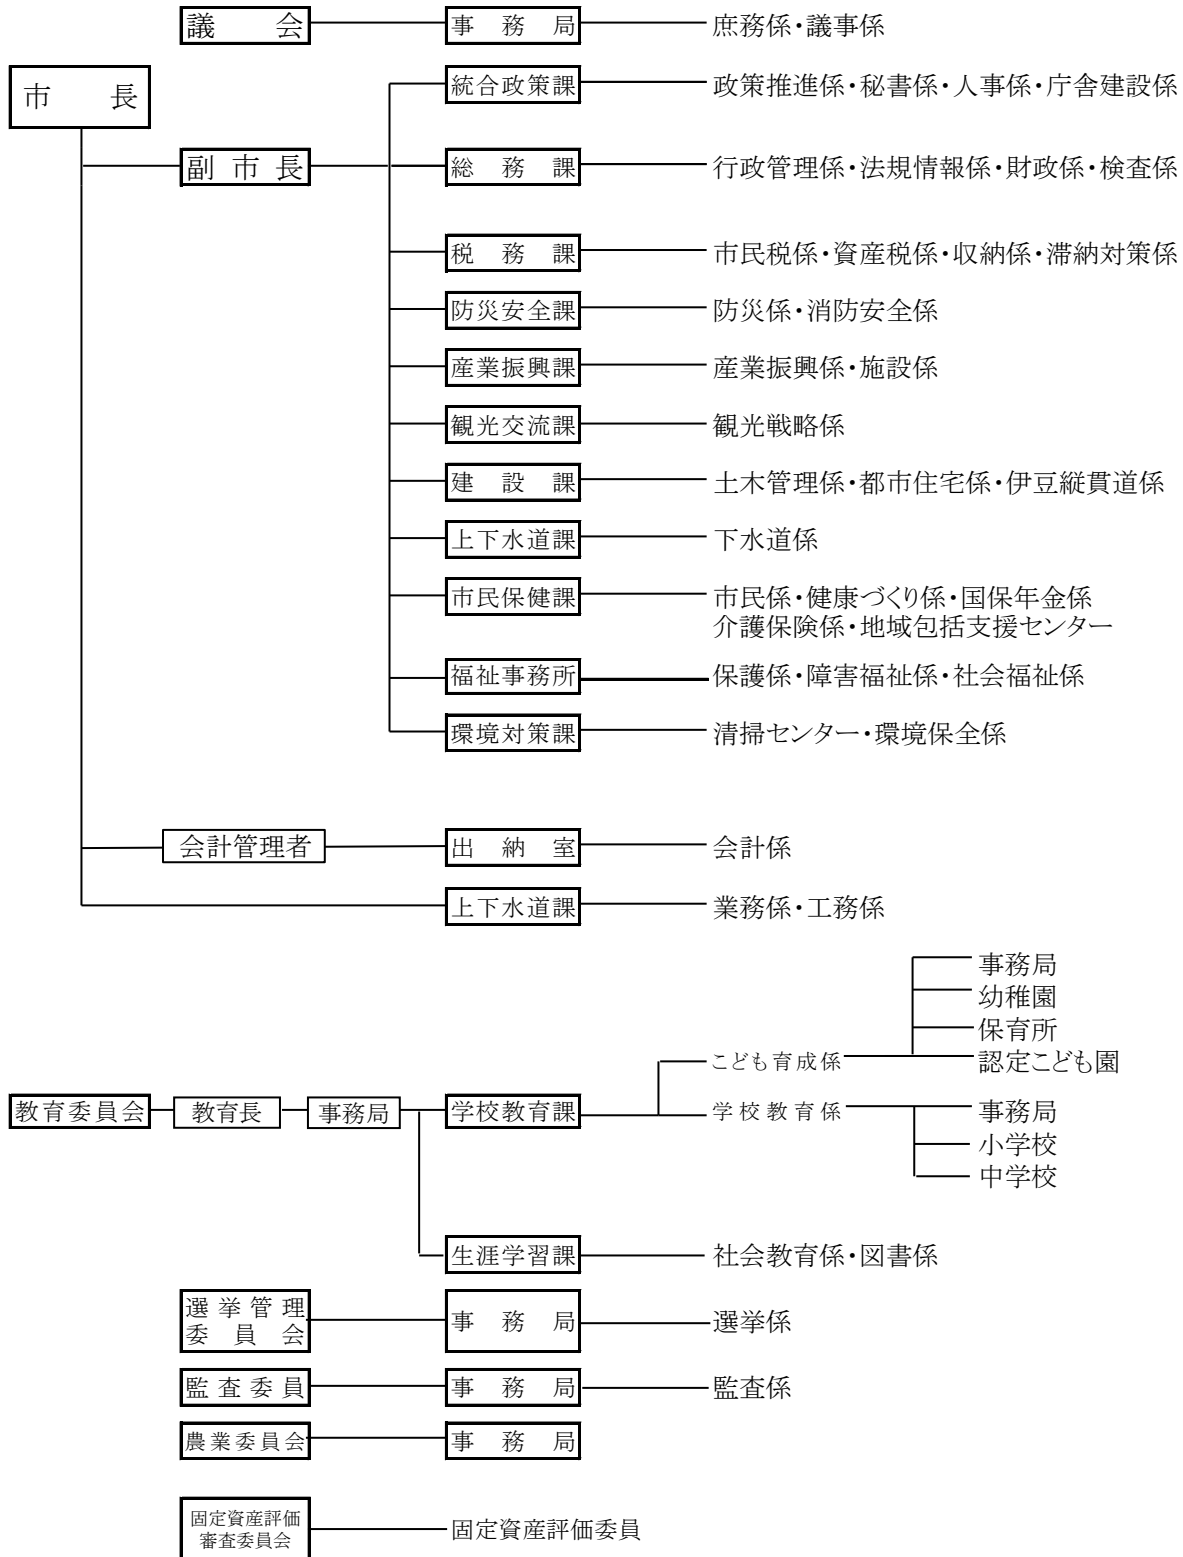 議会 事務局 庶務係・議事係
市長
統合政策課 政策推進係・秘書係・人事係・庁舎建設係
副市長 総務課 行政管理係・法規情報係・財政係・検査係
税務課 市民税係・資産税係・収納係・滞納対策係
防災安全課 防災係・消防安全係
産業振興課 産業振興係・施設係
観光交流課 観光戦略係
建設課 土木管理係・都市住宅係・伊豆縦貫道係
上下水道課 下水道係
市民保健課 市民係・健康づくり係・国保年金係
介護保険係・地域包括支援センター
福祉事務所 保護係・障害福祉係・社会福祉係
環境対策課 清掃センター・環境保全係
会計管理者 出納室 会計係
上下水道課 業務係・工務係
事務局
幼稚園
保育所
こども育成係 認定こども園
教育委員会 教育長 事務局 学校教育課 学校教育係 事務局
小学校
中学校
生涯学習課 社会教育係・図書係
選挙管理
委員会 事務局 選挙係
監査委員 事務局 監査係
農業委員会 事務局
固定資産評価
審査委員会 固定資産評価委員